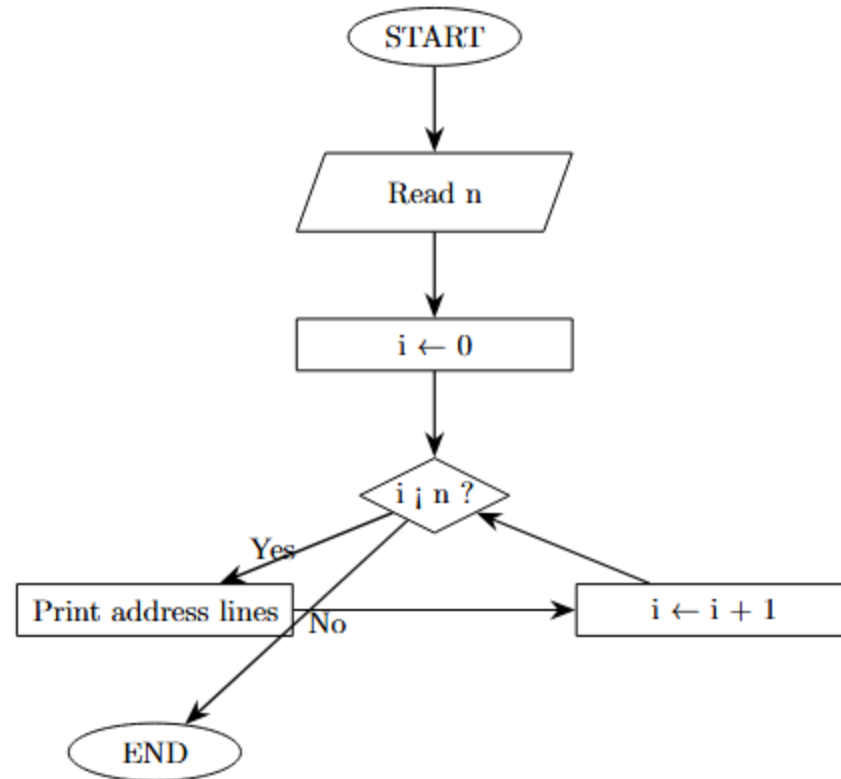 START
Read n
i ← 0
i ¡ n ?
Yes
Print address lines
i ← i + 1
No
END